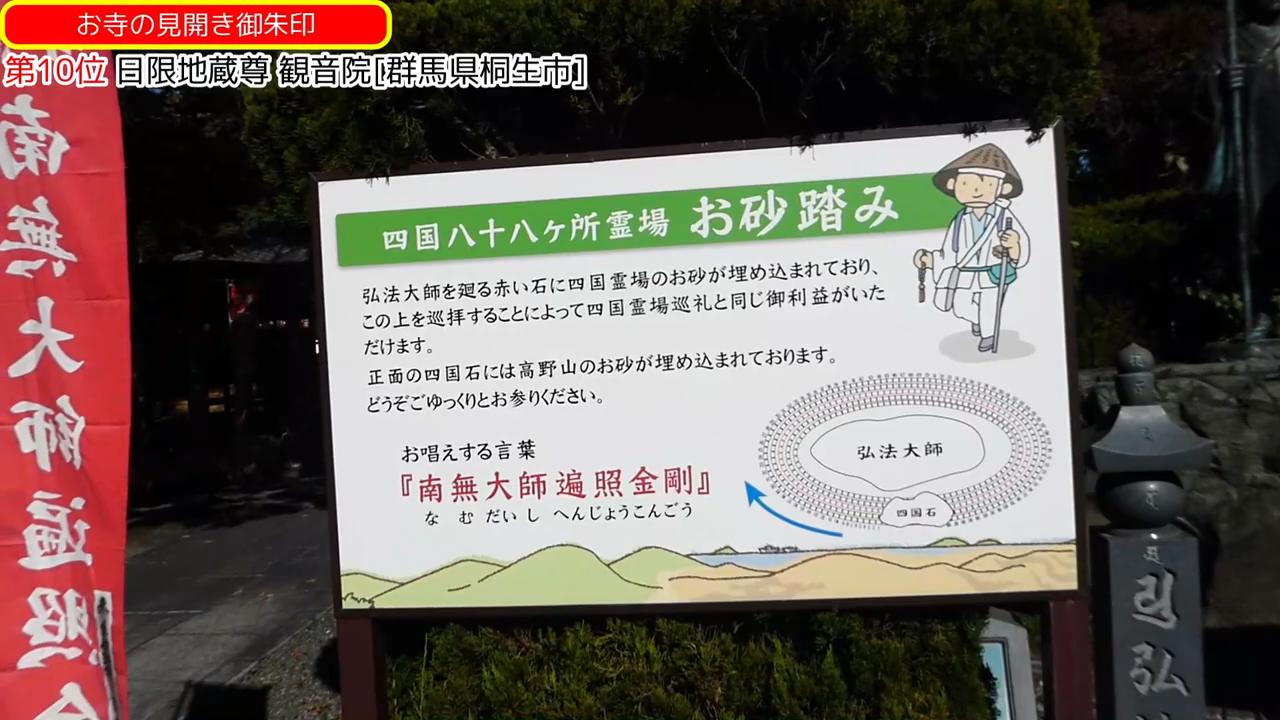 お寺の見開き御朱印
第10位 日限地蔵尊 観音院[群馬県桐生市]
南無大師遍照金
四国八十八ヶ所霊場 お砂踏み
弘法大師を廻る赤い石に四国霊場のお砂が埋め込まれており、
この上を巡拝することによって四国霊場巡礼と同じ御利益がいた
だけます。
正面の四国石には高野山のお砂が埋め込まれております。
どうぞごゆっくりとお参りください。
お唱えする言葉
『南無大師遍照金剛』
なむだいしへんじょうこんごう
弘法大師
四国石
弘